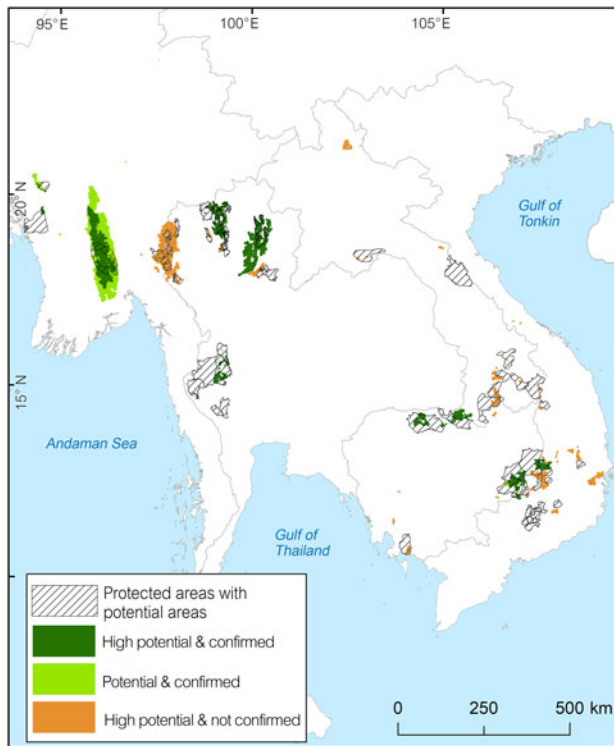 95°E 100°E 105°E
20°N
Gulf of
Tonkin
15°N
Andaman Sea
Gulf of
Thailand
Protected areas with
potential areas
High potential & confirmed
Potential & confirmed
High potential & not confirmed
0 250 500 km